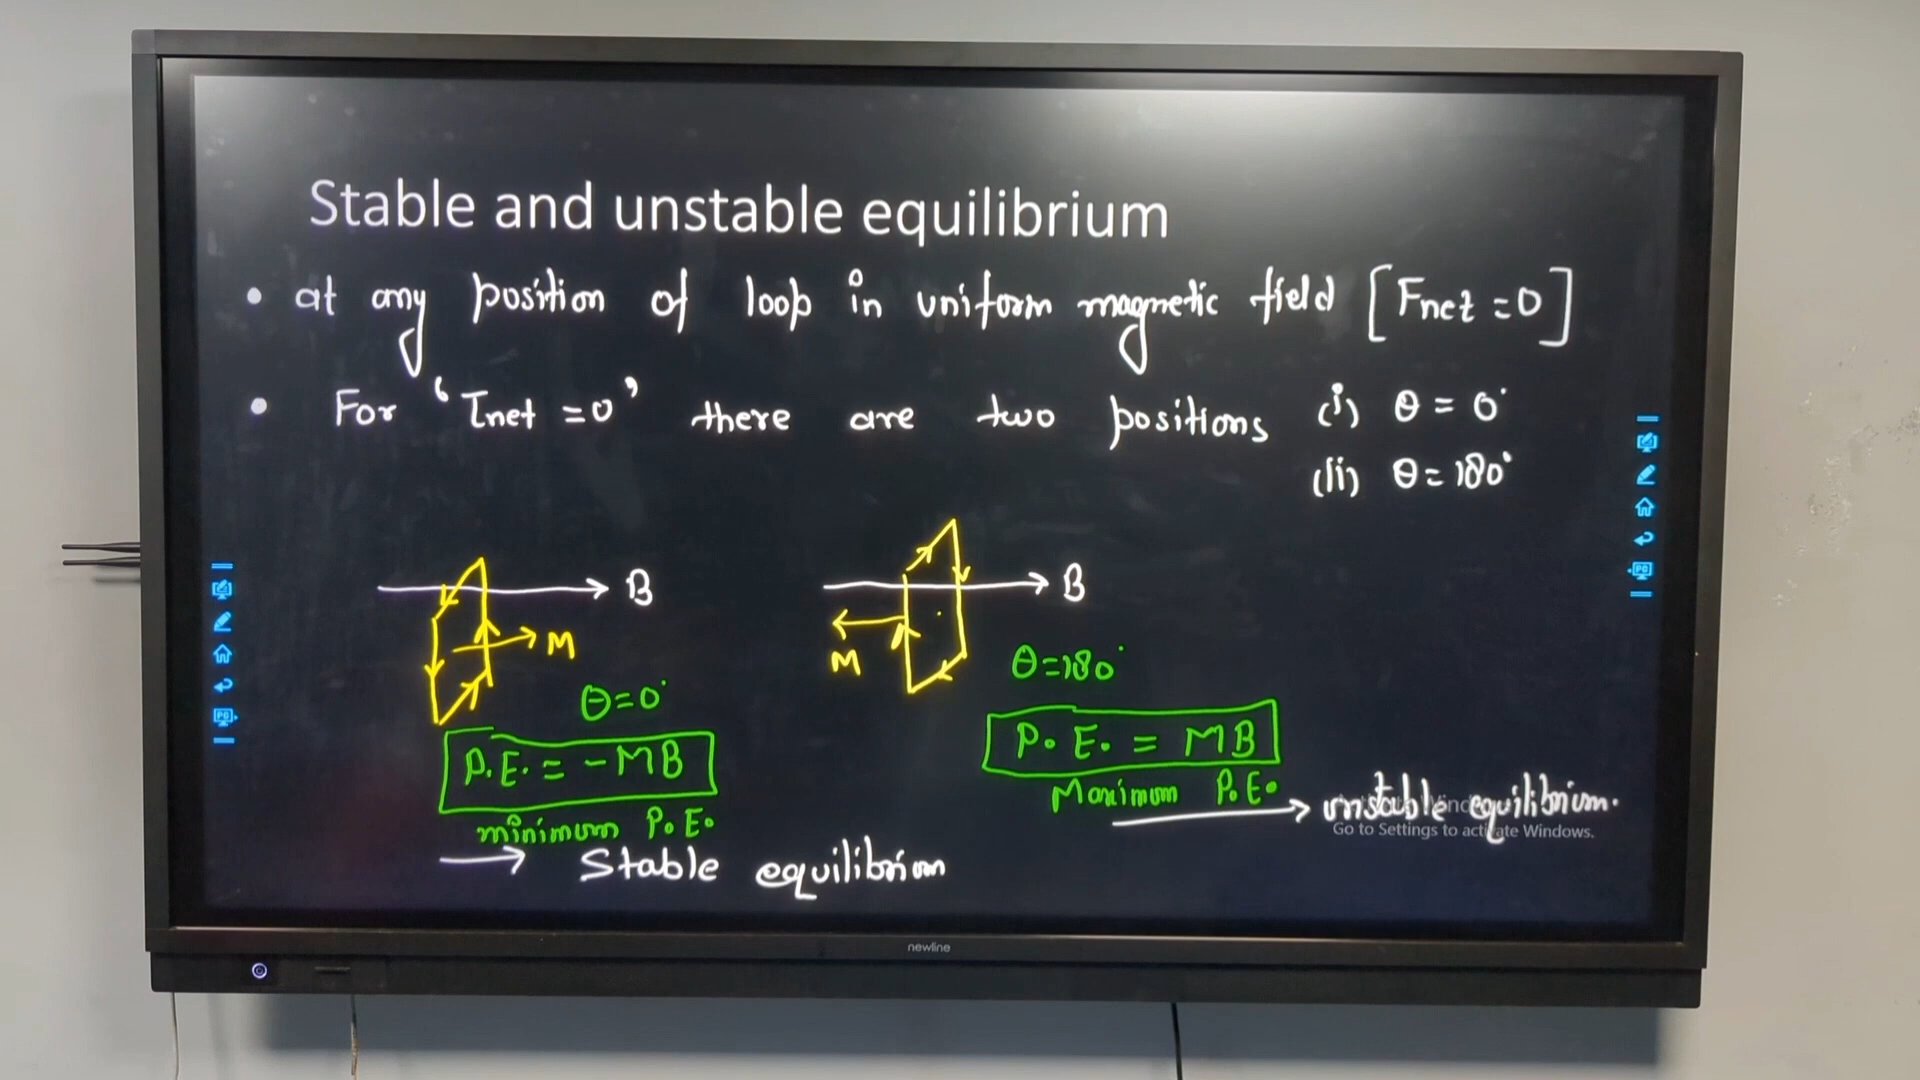 Stable and unstable equilibrium
• at any position of loop in uniform magnetic field [Fnet = 0]
• For 'τnet = 0' there are two positions (i) θ = 0°
(ii) θ = 180°
B
M
θ = 0°
P.E. = -MB
minimum P.E.
→ Stable equilibrium
B
M
θ = 180°
P.E. = MB
Maximum P.E.
→ unstable equilibrium.
Go to Settings to activate Windows.
newline